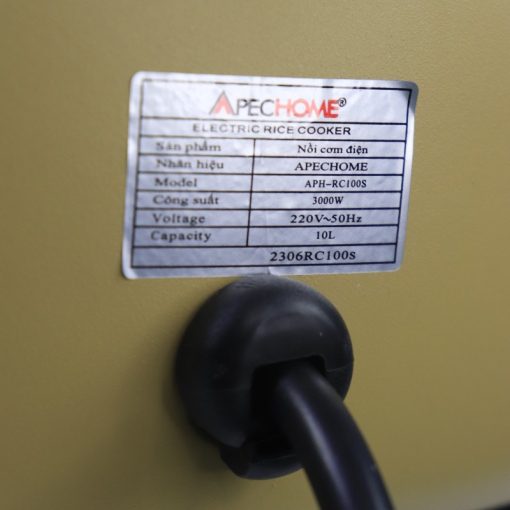 APECHOME®
ELECTRIC RICE COOKER
Sản phẩm Nồi cơm điện
Nhãn hiệu APECHOME
Model APH-RC100S
Công suất 3000W
Voltage 220V~50Hz
Capacity 10L
2306RC100S